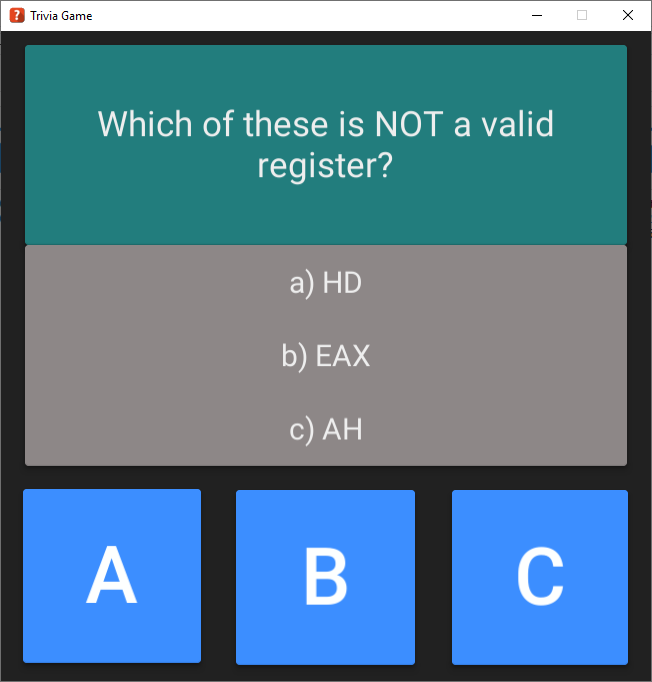 Trivia Game
Which of these is NOT a valid
register?
a) HD
b) EAX
c) AH
A
B
C